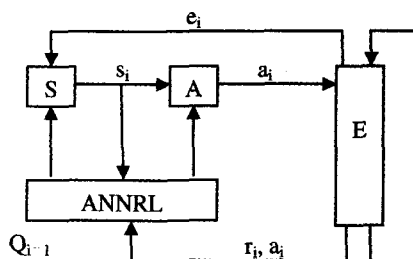 e_i
S
s_i
A
a_i
E
ANNRL
Q_{i-1}
r_i, a_i